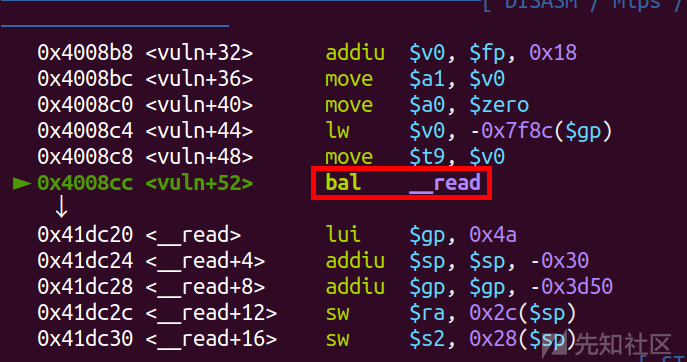 [ DISASM / mips /
0x4008b8 <vuln+32> addiu $v0, $fp, 0x18
0x4008bc <vuln+36> move $a1, $v0
0x4008c0 <vuln+40> move $a0, $zero
0x4008c4 <vuln+44> lw $v0, -0x7f8c($gp)
0x4008c8 <vuln+48> move $t9, $v0
► 0x4008cc <vuln+52> bal __read
↓
0x41dc20 <__read> lui $gp, 0x4a
0x41dc24 <__read+4> addiu $sp, $sp, -0x30
0x41dc28 <__read+8> addiu $gp, $gp, -0x3d50
0x41dc2c <__read+12> sw $ra, 0x2c($sp)
0x41dc30 <__read+16> sw $s2, 0x28($sp)
先知社区